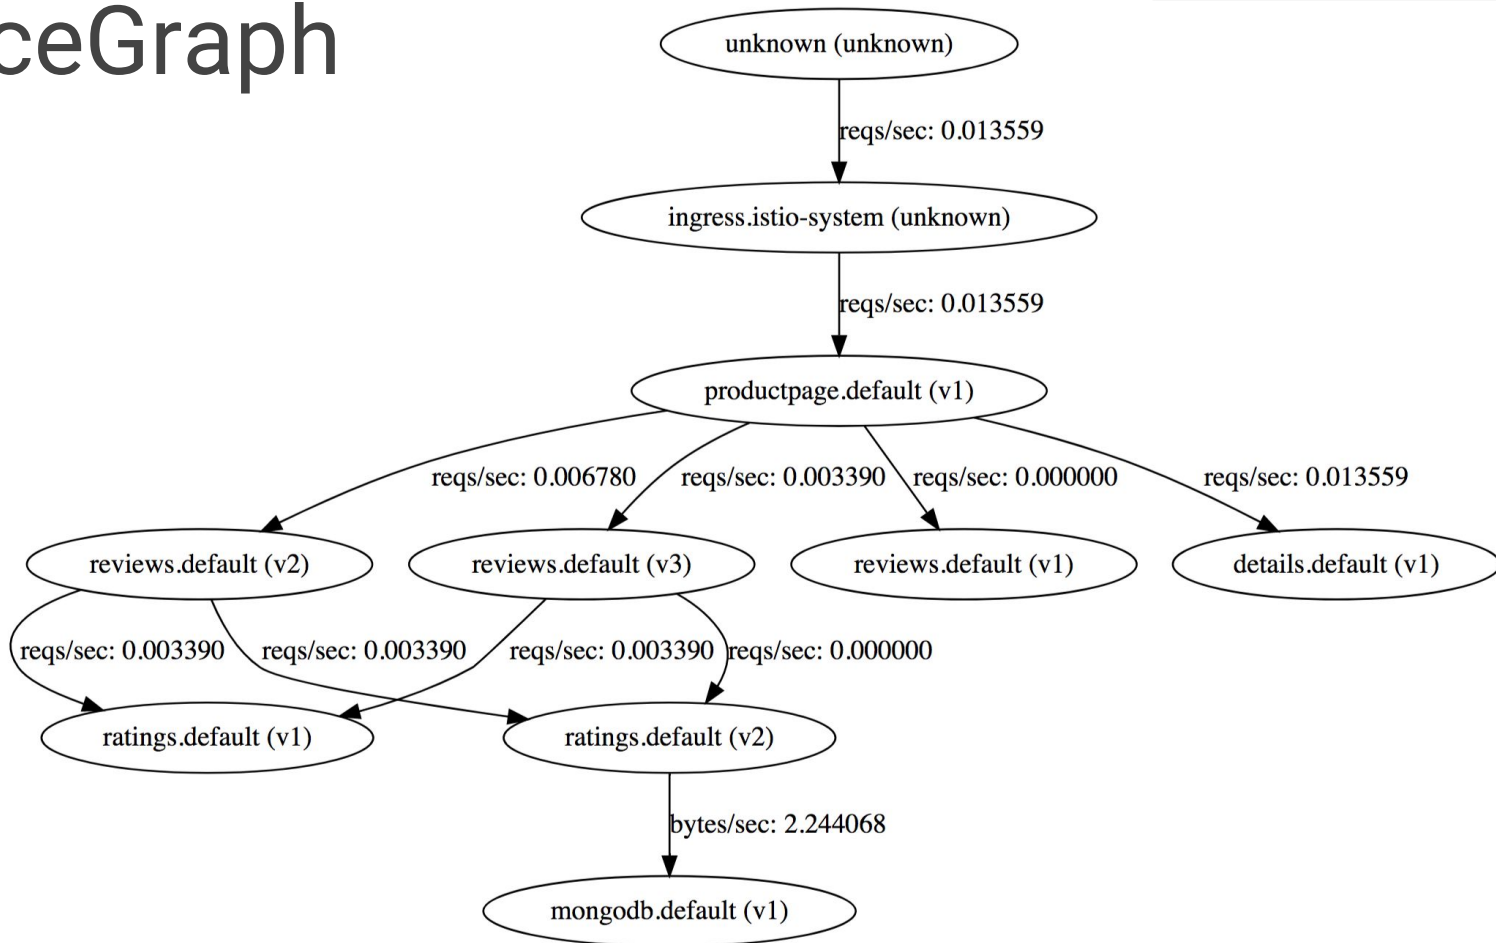 ceGraph
unknown (unknown)
reqs/sec: 0.013559
ingress.istio-system (unknown)
reqs/sec: 0.013559
productpage.default (v1)
reqs/sec: 0.006780
reqs/sec: 0.003390
reqs/sec: 0.000000
reqs/sec: 0.013559
reviews.default (v2)
reviews.default (v3)
reviews.default (v1)
details.default (v1)
reqs/sec: 0.003390
reqs/sec: 0.003390
reqs/sec: 0.003390
reqs/sec: 0.000000
ratings.default (v1)
ratings.default (v2)
bytes/sec: 2.244068
mongodb.default (v1)